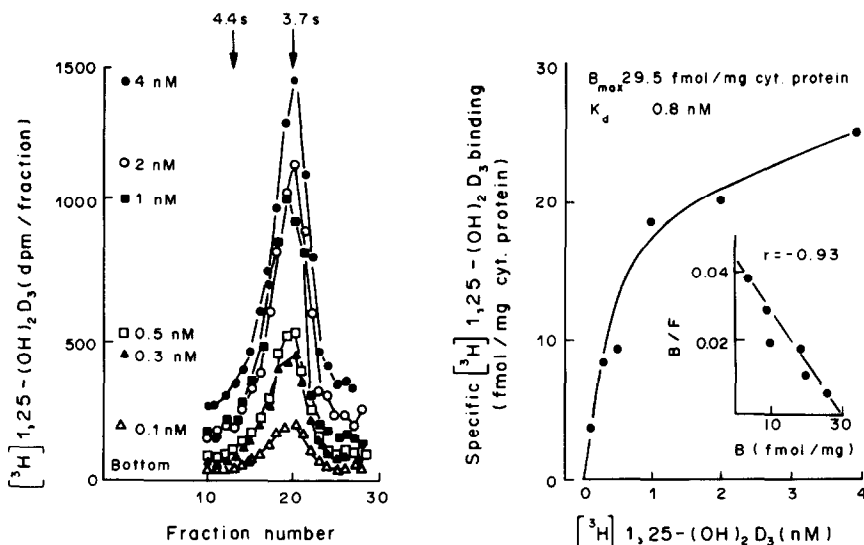 4.4 s 3.7 s
[³H] 1,25-(OH)₂ D₃ (dpm/fraction)
1500
1000
500
0
4 nM
2 nM
1 nM
0.5 nM
0.3 nM
0.1 nM
Bottom
10 20 30
Fraction number
Specific [³H] 1,25-(OH)₂ D₃ binding
(fmol/mg cyt. protein)
30
20
10
0
Bmax 29.5 fmol/mg cyt. protein
Kd 0.8 nM
r=-0.93
B/F
0.04
0.02
10 30
B (fmol/mg)
0 1 2 3 4
[³H] 1,25-(OH)₂ D₃ (nM)